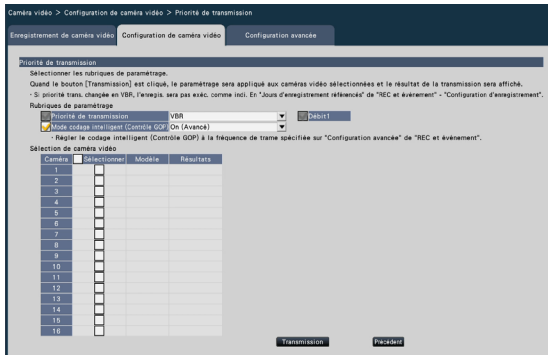 Caméra vidéo > Configuration de caméra vidéo > Priorité de transmission
Enregistrement de caméra vidéo Configuration de caméra vidéo Configuration avancée
Priorité de transmission
Sélectionner les rubriques de paramétrage.
Quand le bouton [Transmission] est cliqué, le paramétrage sera appliqué aux caméras vidéo sélectionnées et le résultat de la transmission sera affiché.
· Si priorité trans. changée en VBR, l'enregis. sera pas exéc. comme indi. En "Jours d'enregistrement référencés" de "REC et événement" - "Configuration d'enregistrement".
Rubriques de paramétrage
Priorité de transmission VBR Débit1
Mode codage intelligent (Contrôle GOP) On (Avancé)
· Régler le codage intelligent (Contrôle GOP) à la fréquence de trame spécifiée sur "Configuration avancée" de "REC et événement".
Sélection de caméra vidéo
Caméra Sélectionner Modèle Résultats
1
2
3
4
5
6
7
8
9
10
11
12
13
14
15
16
Transmission Précédent